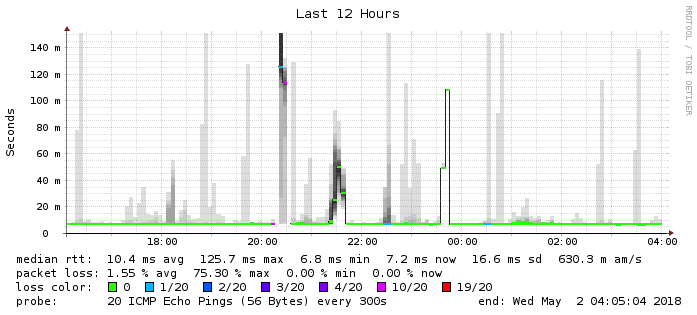 Last 12 Hours
RRDTOOL / TOBI OETIKER
Seconds
140 m
120 m
100 m
80 m
60 m
40 m
20 m
0
18:00 20:00 22:00 00:00 02:00 04:00
median rtt: 10.4 ms avg 125.7 ms max 6.8 ms min 7.2 ms now 16.6 ms sd 630.3 m am/s
packet loss: 1.55 % avg 75.30 % max 0.00 % min 0.00 % now
loss color: 0 1/20 2/20 3/20 4/20 10/20 19/20
probe: 20 ICMP Echo Pings (56 Bytes) every 300s end: Wed May 2 04:05:04 2018